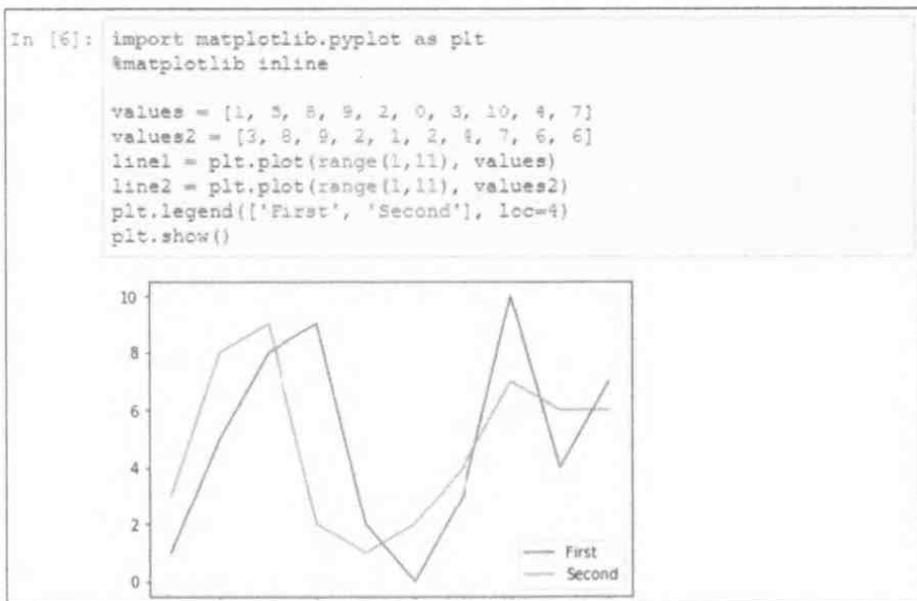 In [6]: import matplotlib.pyplot as plt
%matplotlib inline
values = [1, 5, 8, 9, 2, 0, 3, 10, 4, 7]
values2 = [3, 8, 9, 2, 1, 2, 4, 7, 6, 6]
line1 = plt.plot(range(1,11), values)
line2 = plt.plot(range(1,11), values2)
plt.legend(['First', 'Second'], loc=4)
plt.show()
10
8
6
4
2
0
First
Second